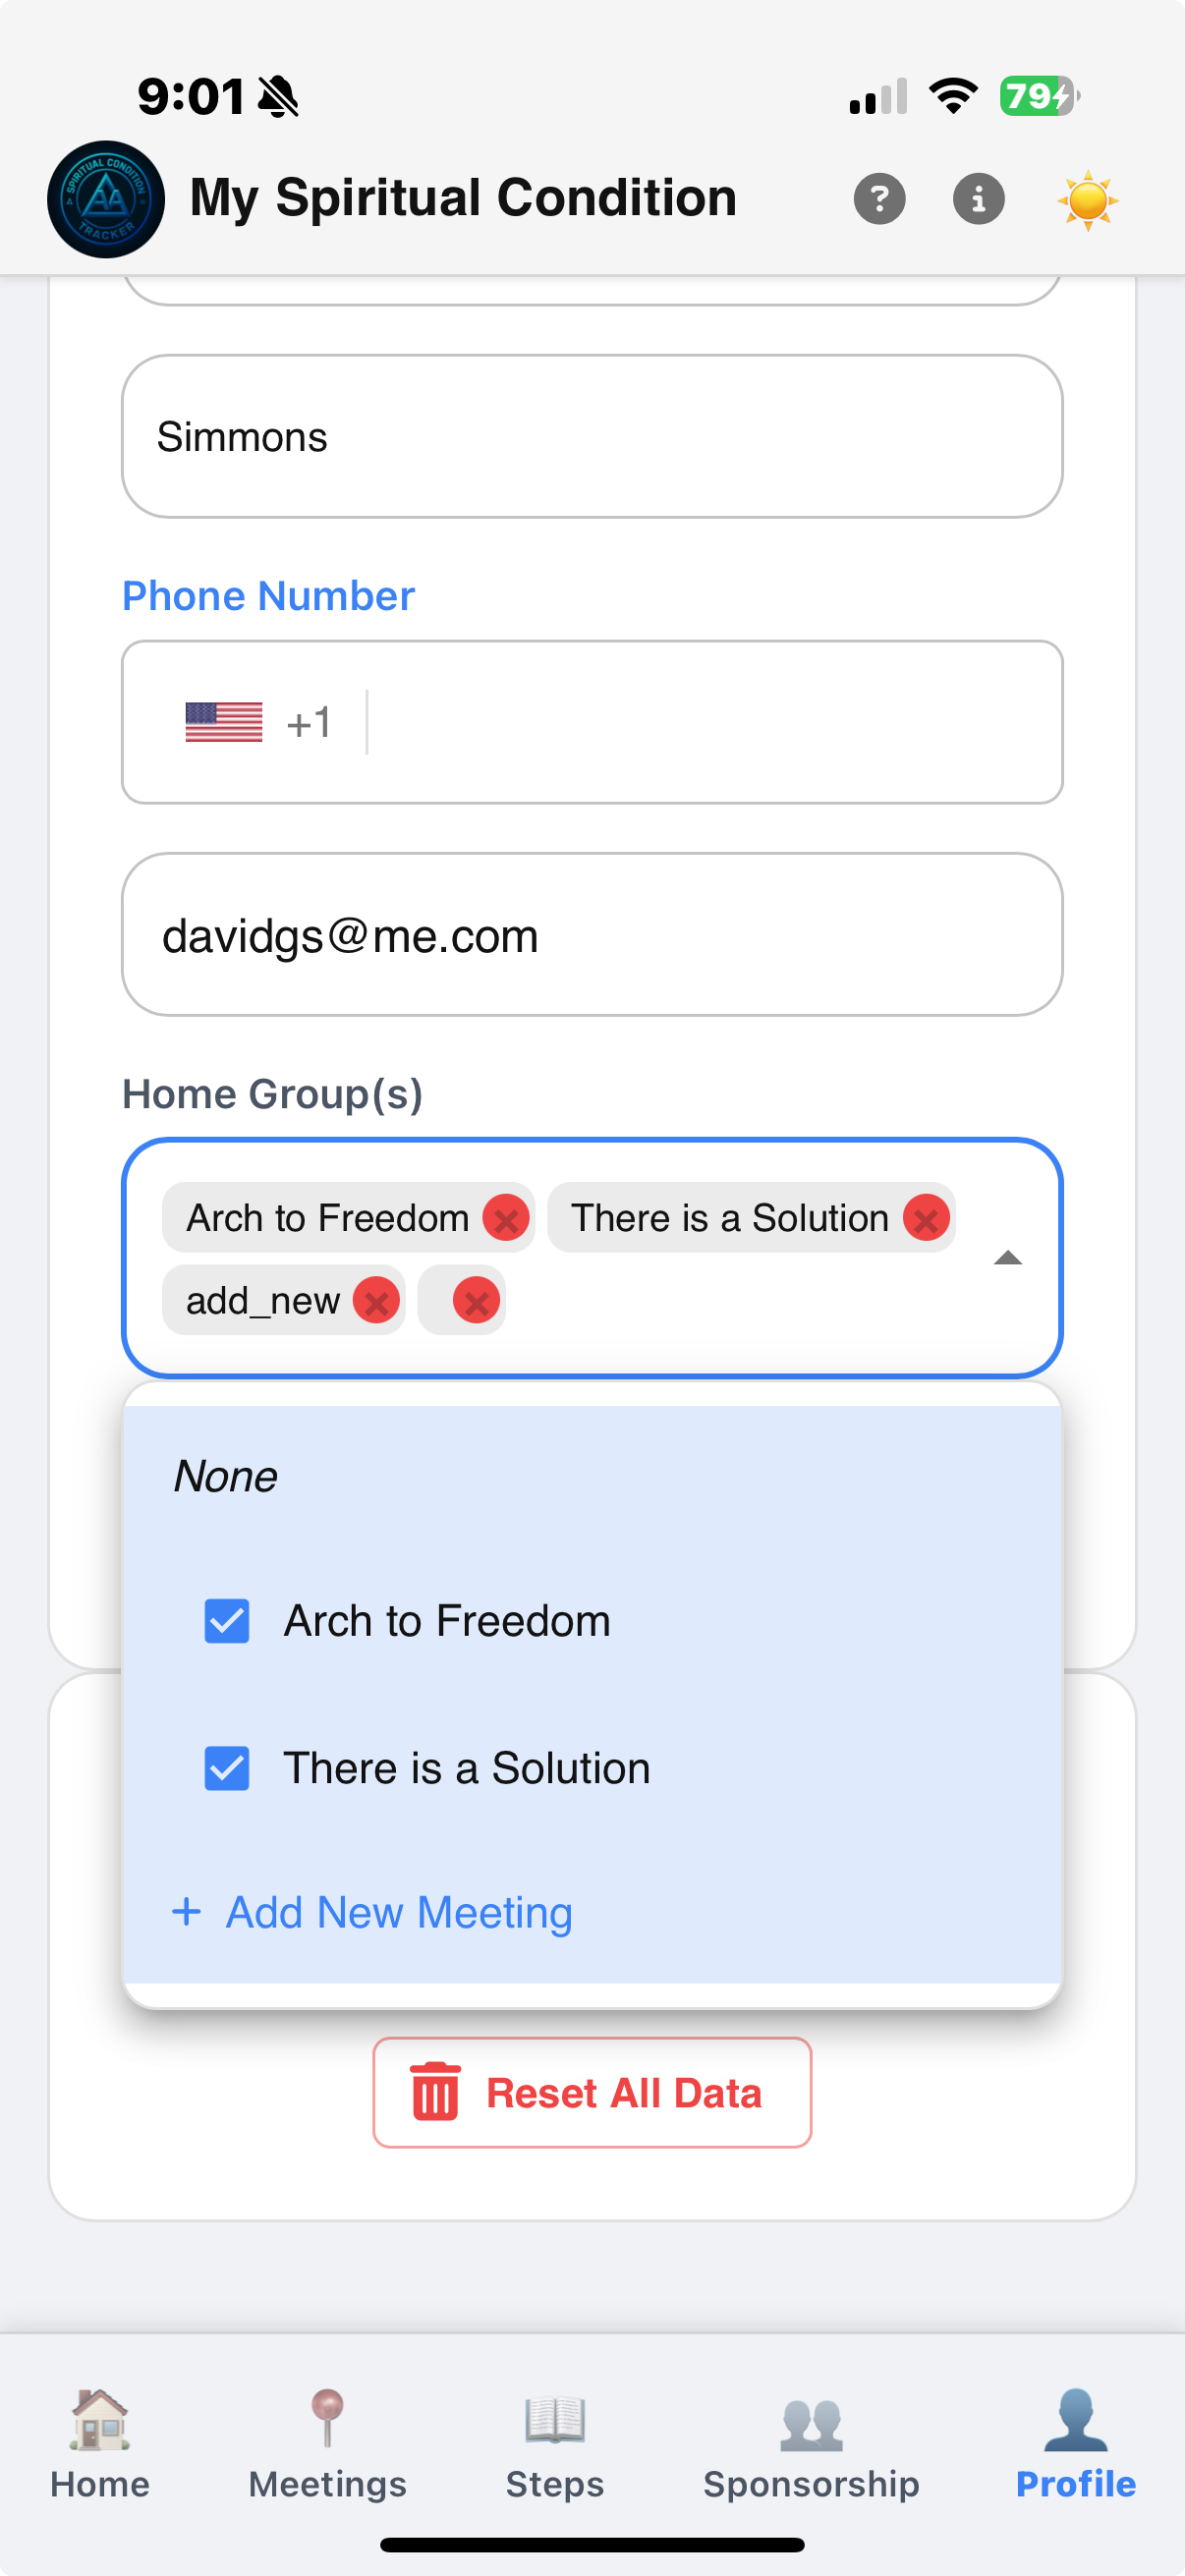 9:01
79
SPIRITUAL CONDITION
AA
TRACKER
My Spiritual Condition
?
i
Simmons
Phone Number
+1
davidgs@me.com
Home Group(s)
Arch to Freedom
There is a Solution
add_new
None
Arch to Freedom
There is a Solution
+ Add New Meeting
Reset All Data
Home
Meetings
Steps
Sponsorship
Profile